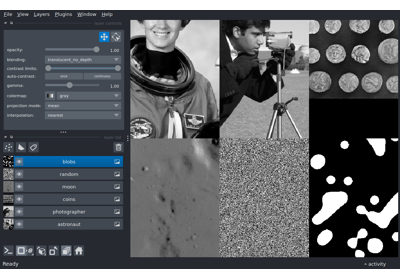 File View Layers Plugins Window Help
opacity: 1.00
blending: translucent_no_depth
contrast limits:
auto-contrast: once continuous
gamma: 1.00
colormap: gray
projection mode: mean
interpolation: nearest
blobs
random
moon
coins
photographer
astronaut
Ready
activity